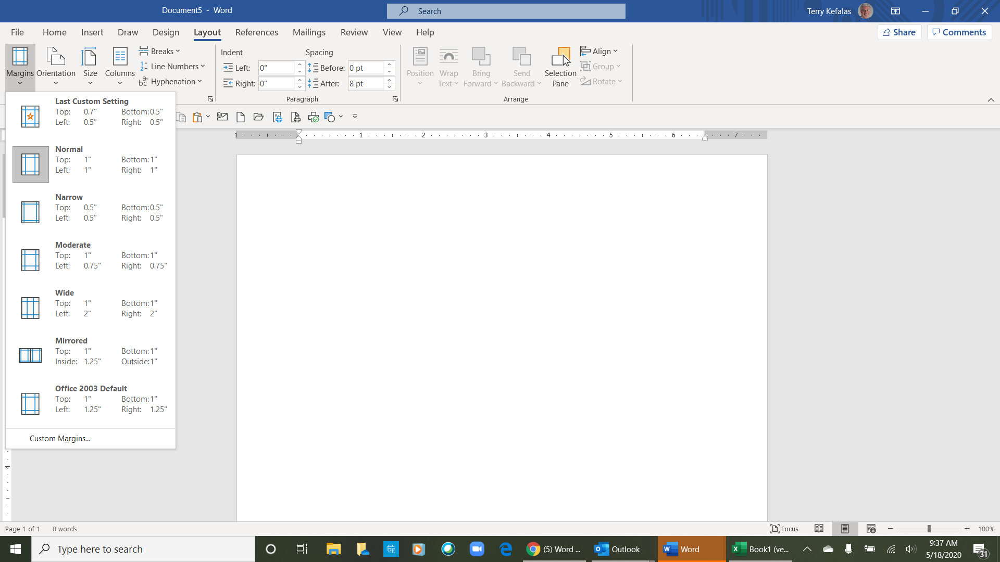 Document5 - Word
Search
Terry Kefalas
File Home Insert Draw Design Layout References Mailings Review View Help
Share Comments
Margins
Orientation
Size
Columns
Breaks
Line Numbers
Hyphenation
Indent
Left: 0"
Right: 0"
Spacing
Before: 0 pt
After: 8 pt
Paragraph
Position
Wrap
Text
Bring
Forward
Send
Backward
Selection
Pane
Align
Group
Rotate
Arrange
Last Custom Setting
Top: 0.7" Bottom: 0.5"
Left: 0.5" Right: 0.5"
Normal
Top: 1" Bottom: 1"
Left: 1" Right: 1"
Narrow
Top: 0.5" Bottom: 0.5"
Left: 0.5" Right: 0.5"
Moderate
Top: 1" Bottom: 1"
Left: 0.75" Right: 0.75"
Wide
Top: 1" Bottom: 1"
Left: 2" Right: 2"
Mirrored
Top: 1" Bottom: 1"
Inside: 1.25" Outside: 1"
Office 2003 Default
Top: 1" Bottom: 1"
Left: 1.25" Right: 1.25"
Custom Margins...
1 1 2 3 4 5 6 7
4
Page 1 of 1 0 words
Focus
100%
Type here to search
(5) Word ...
Outlook
Word
Book1 (ve...
9:37 AM
5/18/2020
31